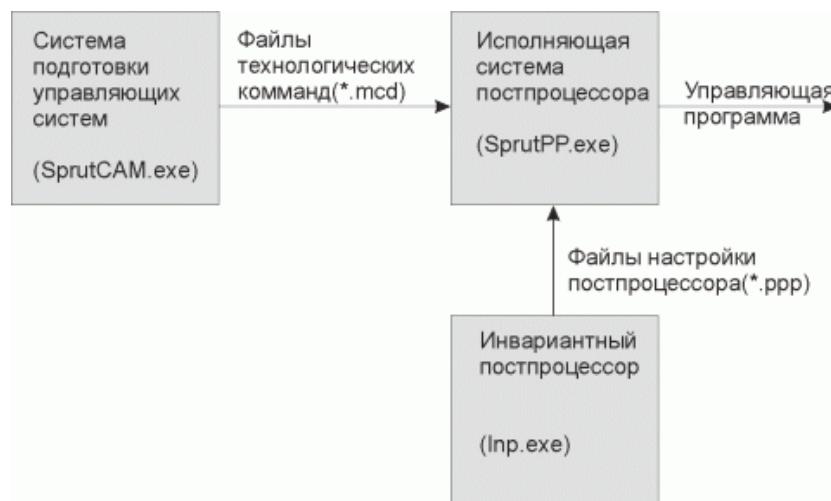 Система
подготовки
управляющих
систем
(SprutCAM.exe)
Файлы
технологических
комманд(*.mcd)
Исполняющая
система
постпроцессора
(SprutPP.exe)
Управляющая
программа
Файлы настройки
постпроцессора(*.ppp)
Инвариантный
постпроцессор
(Inp.exe)